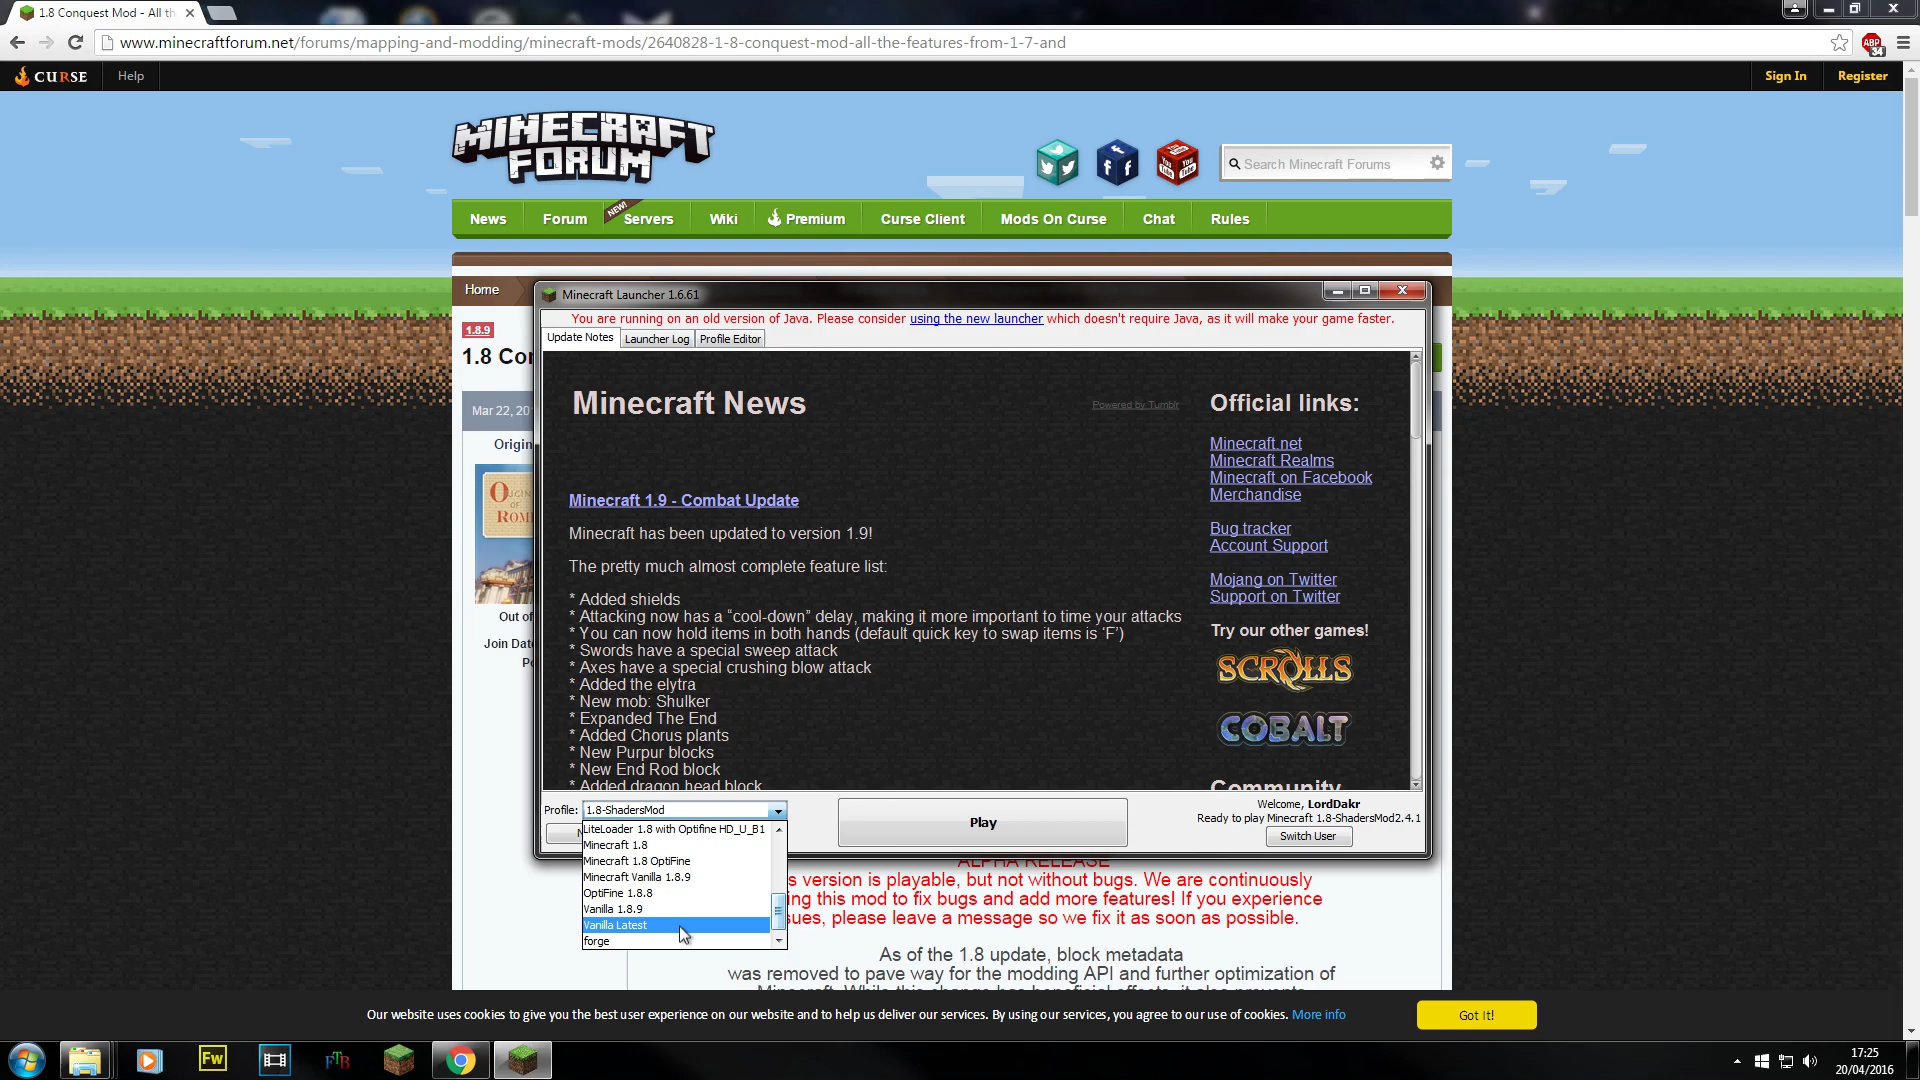 1.8 Conquest Mod - All th
www.minecraftforum.net/forums/mapping-and-modding/minecraft-mods/2640828-1-8-conquest-mod-all-the-features-from-1-7-and
ABP
34
CURSE
Help
Sign In
Register
MINECRAFT
FORUM
You
Tube
Search Minecraft Forums
News
Forum
NEW!
Servers
Wiki
Premium
Curse Client
Mods On Curse
Chat
Rules
Home
Minecraft Launcher 1.6.61
You are running on an old version of Java. Please consider using the new launcher which doesn't require Java, as it will make your game faster.
1.8.9
Update Notes
Launcher Log
Profile Editor
1.8 Con
Minecraft News
Powered by Tumblr
Official links:
Mar 22, 20
Origin
Minecraft.net
Minecraft Realms
Minecraft on Facebook
Merchandise
Minecraft 1.9 - Combat Update
Minecraft has been updated to version 1.9!
Bug tracker
Account Support
The pretty much almost complete feature list:
Mojang on Twitter
Support on Twitter
* Added shields
* Attacking now has a “cool-down” delay, making it more important to time your attacks
* You can now hold items in both hands (default quick key to swap items is ‘F’)
* Swords have a special sweep attack
* Axes have a special crushing blow attack
* Added the elytra
* New mob: Shulker
* Expanded The End
* Added Chorus plants
* New Purpur blocks
* New End Rod block
* Added dragon head block
Try our other games!
SCROLLS
COBALT
Community
Out of
Join Dat
Profile:
1.8-ShadersMod
LiteLoader 1.8 with Optifine HD_U_B1
Minecraft 1.8
Minecraft 1.8 OptiFine
Minecraft Vanilla 1.8.9
OptiFine 1.8.8
Vanilla 1.8.9
Vanilla Latest
forge
Play
Welcome, LordDakr
Ready to play Minecraft 1.8-ShadersMod2.4.1
Switch User
ALPHA RELEASE
s version is playable, but not without bugs. We are continuously
ing this mod to fix bugs and add more features! If you experience
sues, please leave a message so we fix it as soon as possible.
As of the 1.8 update, block metadata
was removed to pave way for the modding API and further optimization of
Our website uses cookies to give you the best user experience on our website and to help us deliver our services. By using our services, you agree to our use of cookies. More info
Got It!
Fw
FTB
17:25
20/04/2016